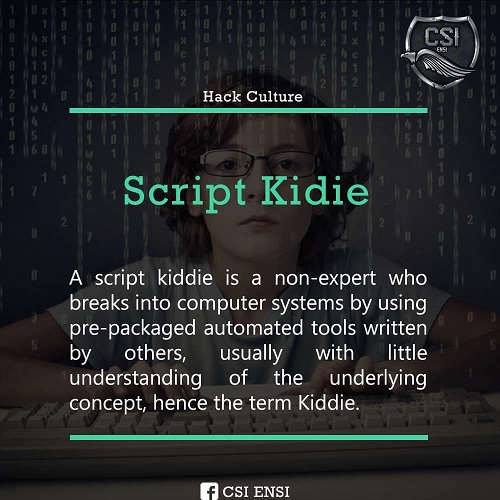 CSI
ENSI
Hack Culture
Script Kidie
A script kiddie is a non-expert who
breaks into computer systems by using
pre-packaged automated tools written
by others, usually with little
understanding of the underlying
concept, hence the term Kiddie.
CSI ENSI